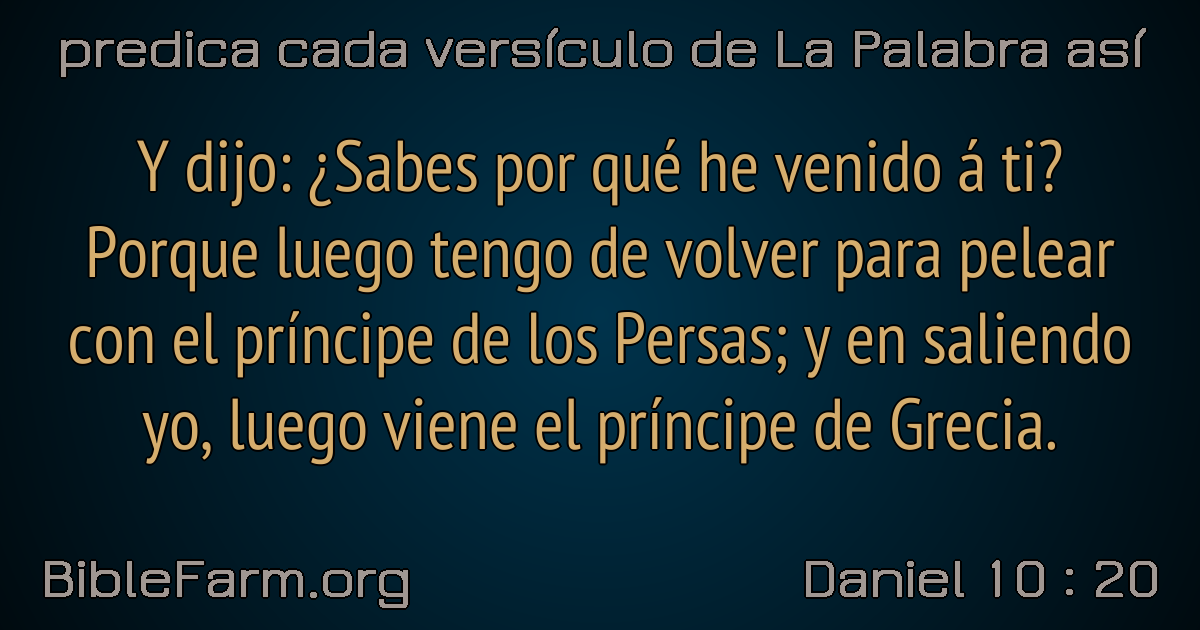 predica cada versículo de La Palabra así
Y dijo: ¿Sabes por qué he venido á ti?
Porque luego tengo de volver para pelear
con el príncipe de los Persas; y en saliendo
yo, luego viene el príncipe de Grecia.
BibleFarm.org
Daniel 10 : 20